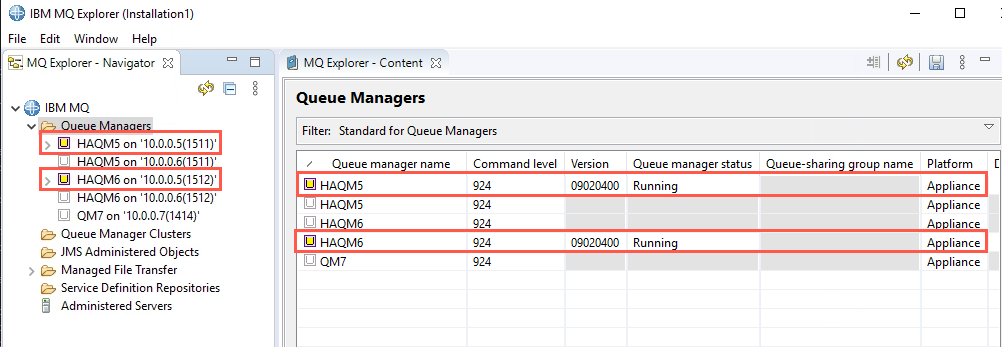 IBM MQ Explorer (Installation1)
File Edit Window Help
MQ Explorer - Navigator
IBM MQ
Queue Managers
HAQM5 on '10.0.0.5(1511)'
HAQM5 on '10.0.0.6(1511)'
HAQM6 on '10.0.0.5(1512)'
HAQM6 on '10.0.0.6(1512)'
QM7 on '10.0.0.7(1414)'
Queue Manager Clusters
JMS Administered Objects
Managed File Transfer
Service Definition Repositories
Administered Servers
MQ Explorer - Content
Queue Managers
Filter: Standard for Queue Managers
Queue manager name Command level Version Queue manager status Queue-sharing group name Platform D
HAQM5 924 09020400 Running Appliance
HAQM5 924 Appliance
HAQM6 924 Appliance
HAQM6 924 09020400 Running Appliance
QM7 924 Appliance